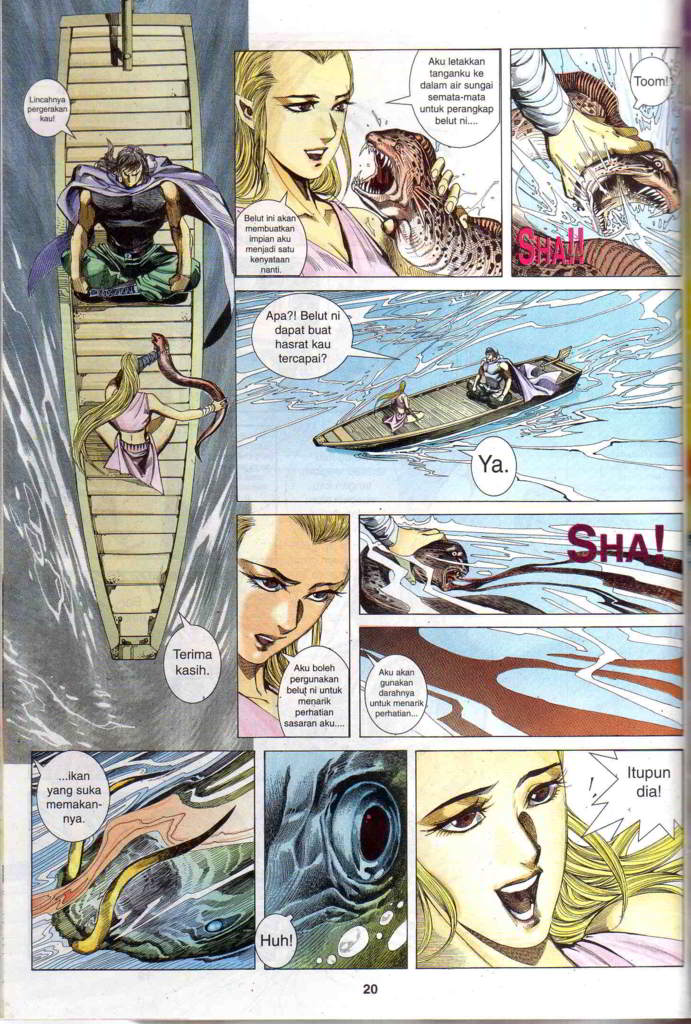 Lincahnya
pergerakan
kau!
Terima
kasih.
Aku letakkan
tanganku ke
dalam air sungai
semata-mata
untuk perangkap
belut ni....
Belut ini akan
membuatkan
impian aku
menjadi satu
kenyataan
nanti.
Toom!
SHA!!
Apa?! Belut ni
dapat buat
hasrat kau
tercapai?
Ya.
Aku boleh
pergunakan
belut ni untuk
menarik
perhatian
sasaran aku....
SHA!
Aku akan
gunakan
darahnya
untuk menarik
perhatian...
...ikan
yang suka
memakan-
nya.
Huh!
Itupun
dia!
20